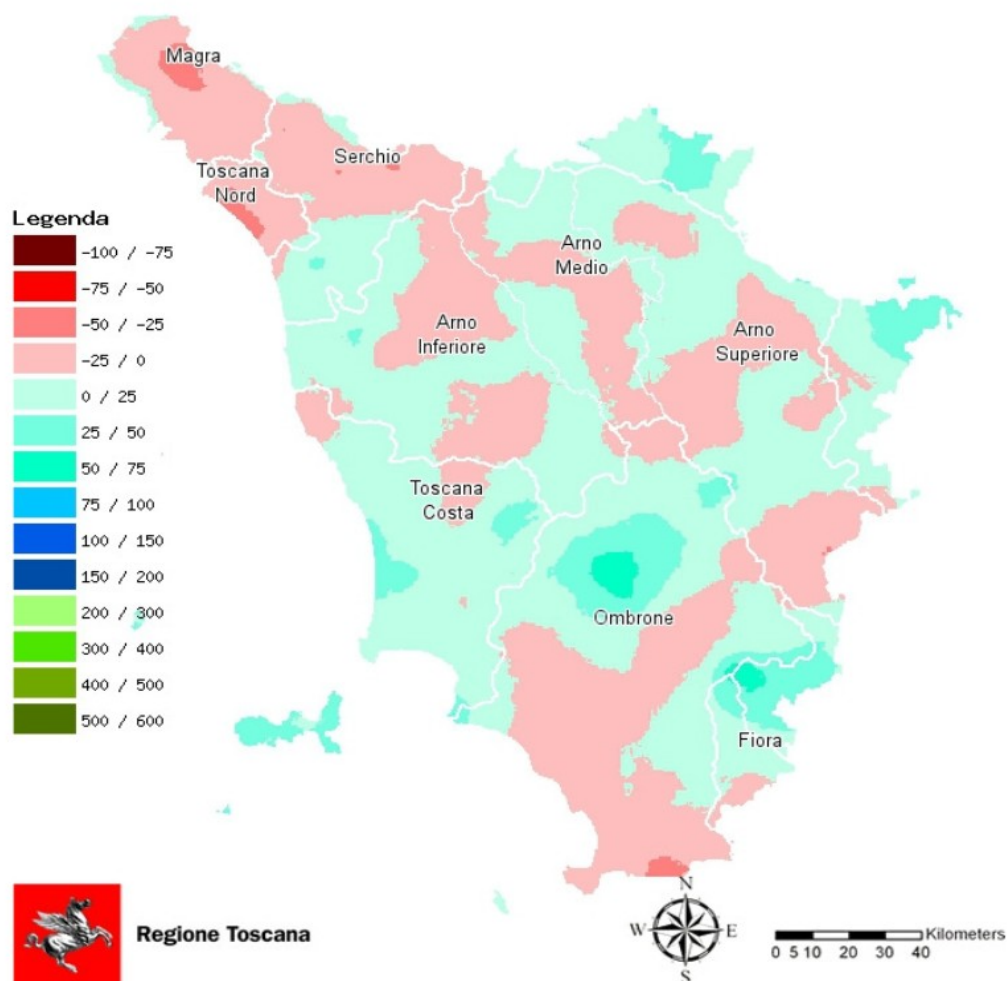 Magra
Serchio
Toscana
Nord
Legenda
-100 / -75
-75 / -50
-50 / -25
-25 / 0
0 / 25
25 / 50
50 / 75
75 / 100
100 / 150
150 / 200
200 / 300
300 / 400
400 / 500
500 / 600
Arno
Medio
Arno
Inferiore
Arno
Superiore
Toscana
Costa
Ombrone
Fiora
Regione Toscana
N
W
E
S
Kilometers
0 5 10 20 30 40